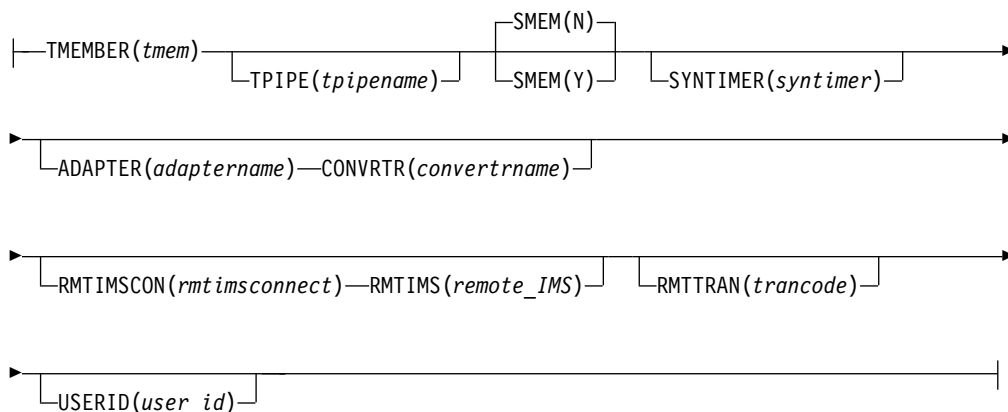 SMEM(N)
TMEMBER(tmem)
TPIPE(tpipename)
SMEM(Y)
SYNTIMER(syntimer)
ADAPTER(adaptername) CONVRTR(convertrname)
RMTIMSCON(rmtimsconnect) RMTIMS(remote_IMS)
RMTTRAN(trancode)
USERID(user id)